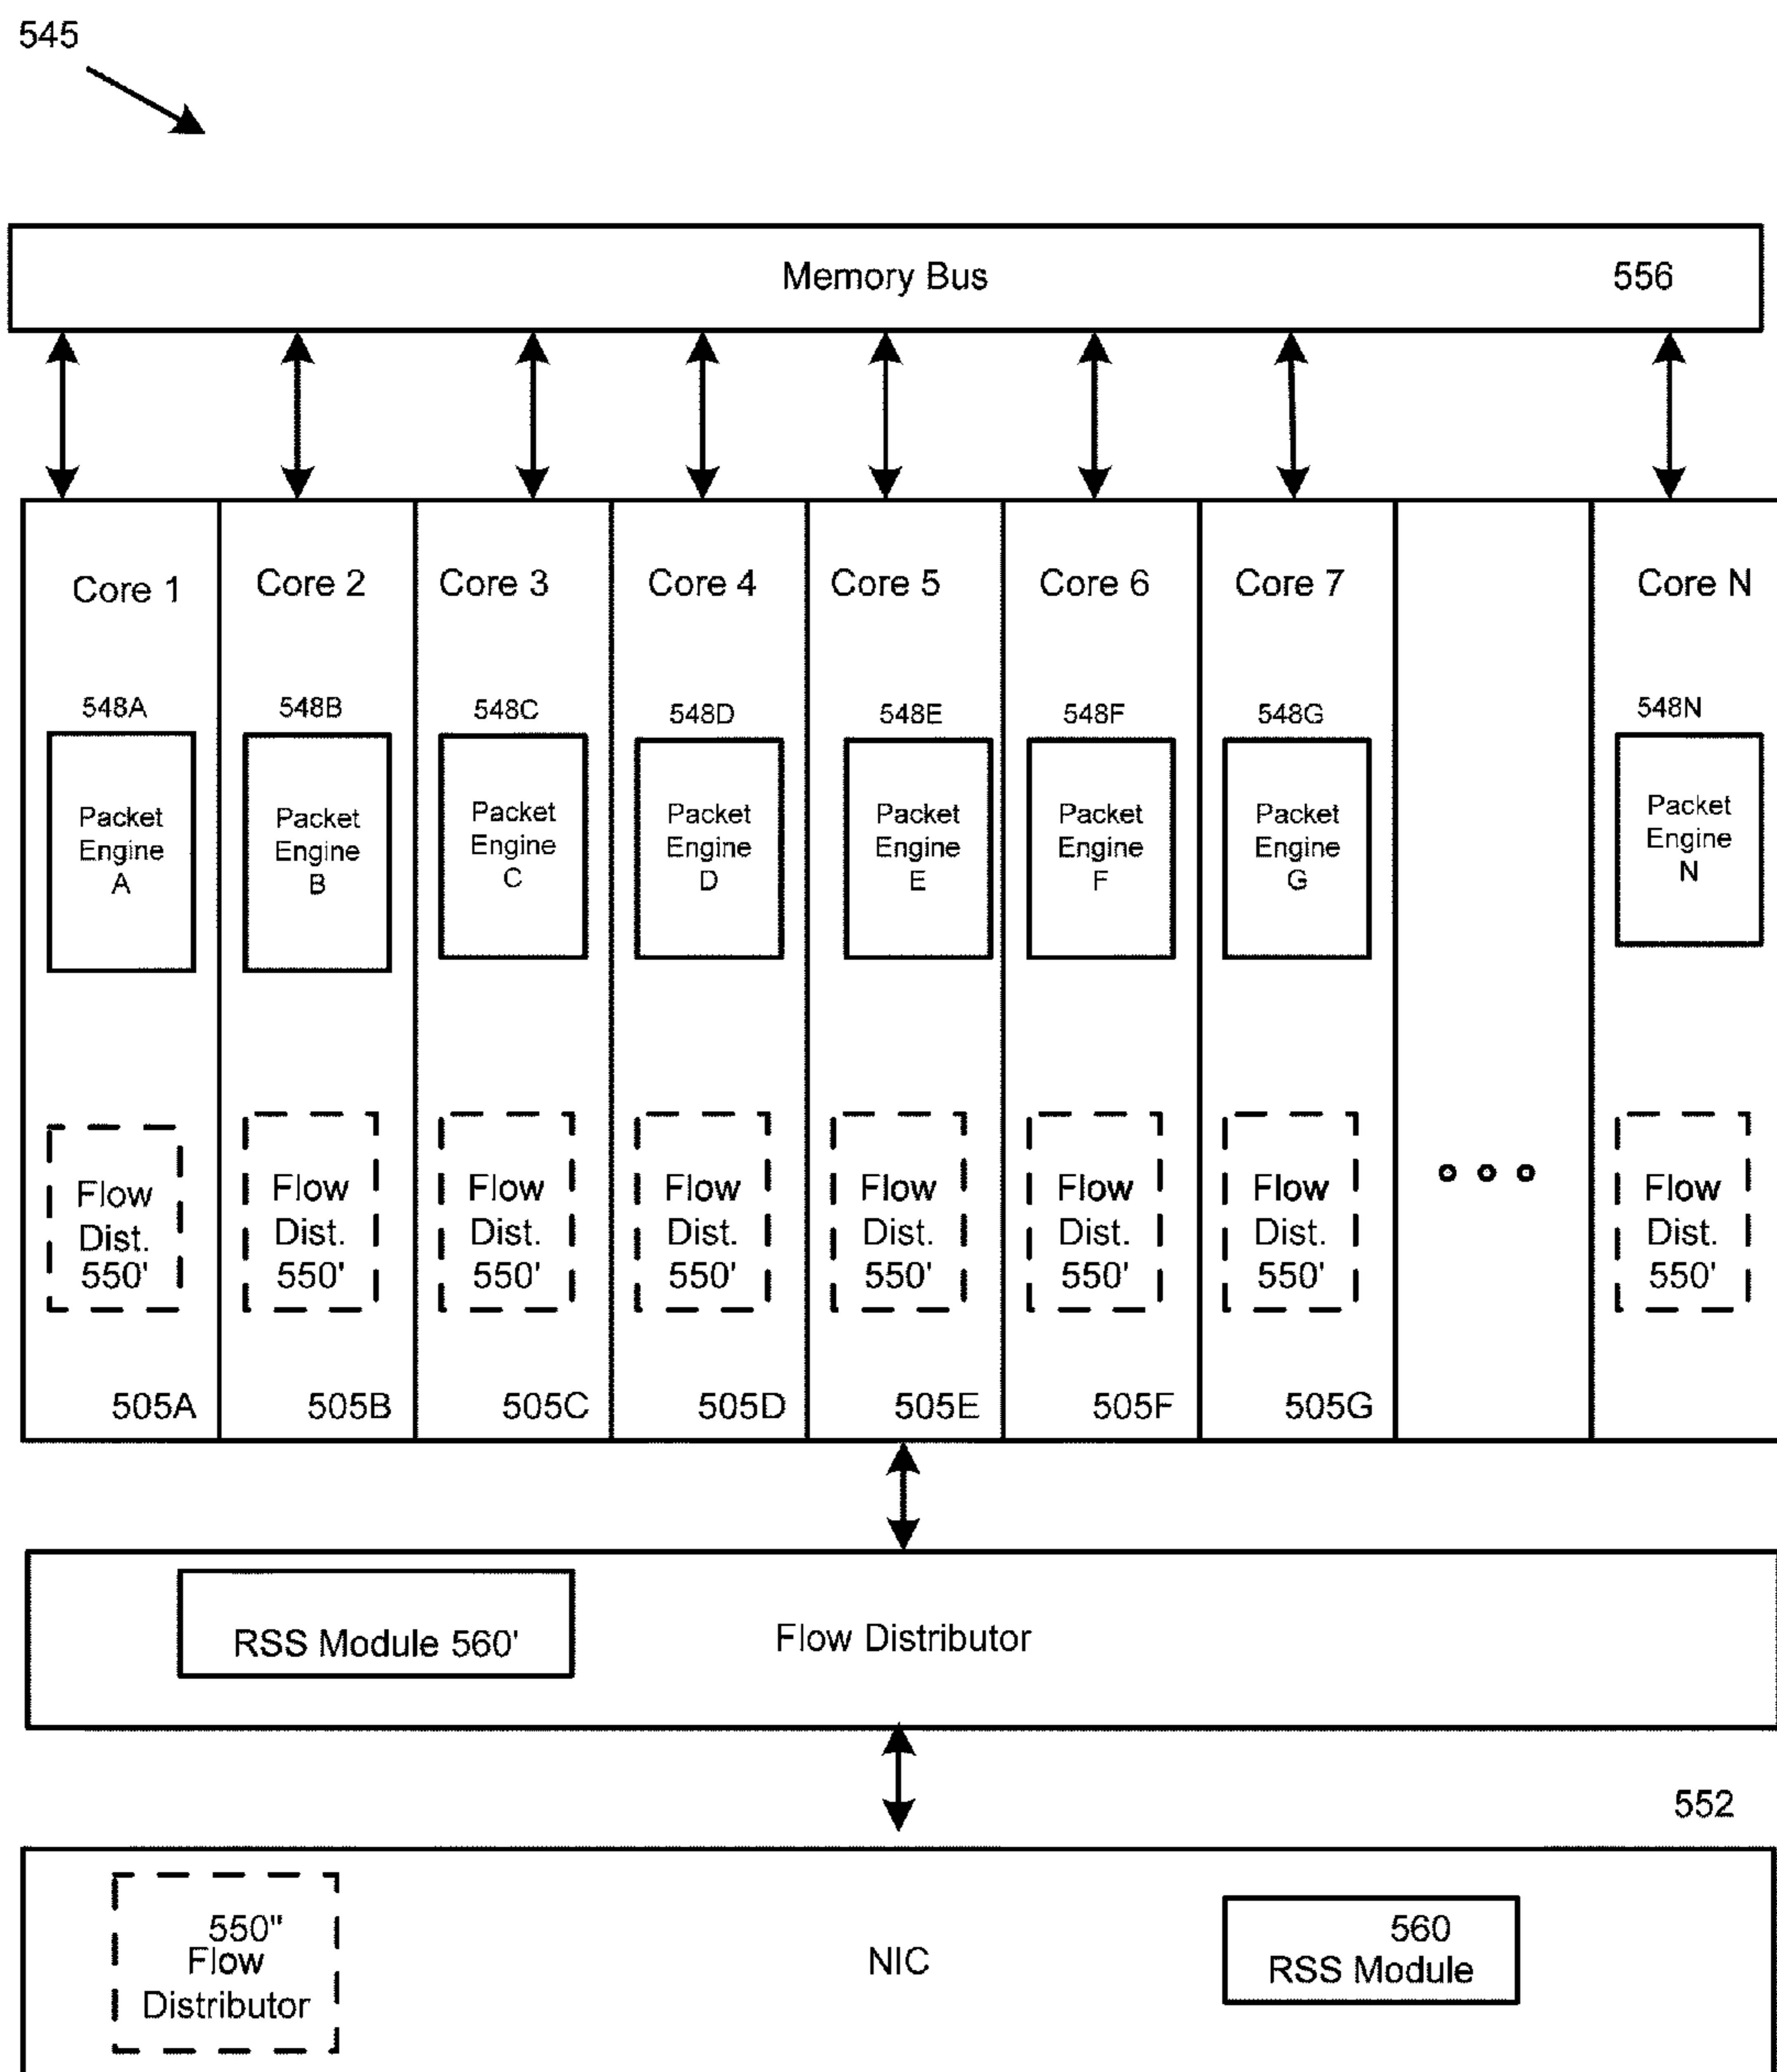 545
Memory Bus 556
Core 1 Core 2 Core 3 Core 4 Core 5 Core 6 Core 7 Core N
548A 548B 548C 548D 548E 548F 548G 548N
Packet Engine A
Packet Engine B
Packet Engine C
Packet Engine D
Packet Engine E
Packet Engine F
Packet Engine G
Packet Engine N
Flow Dist. 550'
Flow Dist. 550'
Flow Dist. 550'
Flow Dist. 550'
Flow Dist. 550'
Flow Dist. 550'
Flow Dist. 550'
Flow Dist. 550'
505A 505B 505C 505D 505E 505F 505G
RSS Module 560' Flow Distributor
552
550"
Flow
Distributor
NIC
560
RSS Module